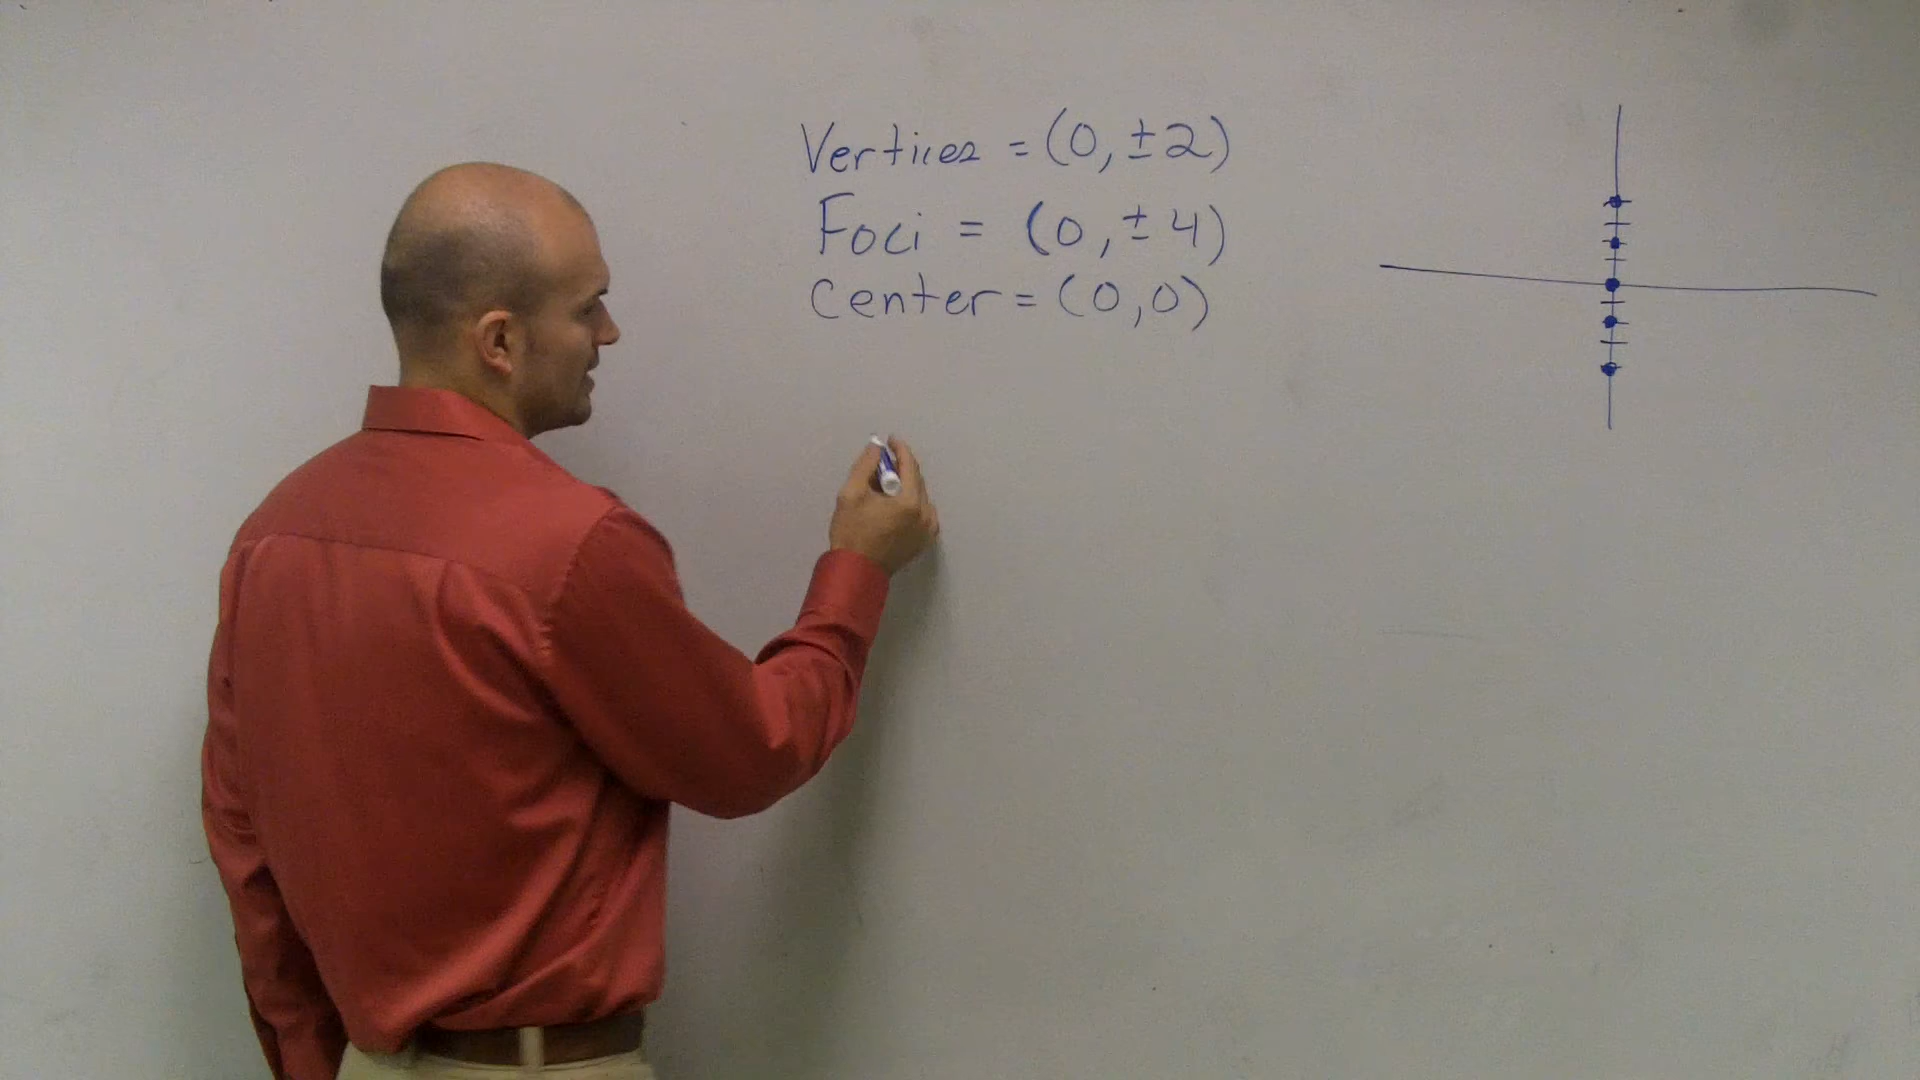 Vertices = (0, ±2)
Foci = (0, ±4)
Center = (0,0)